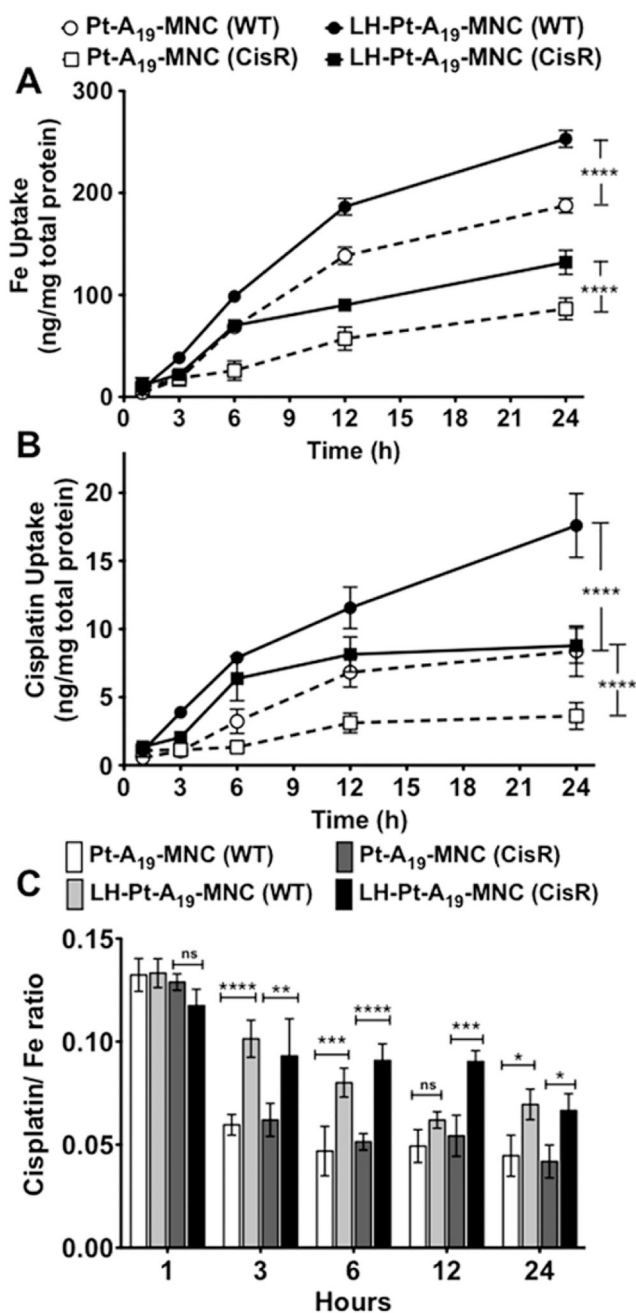 Pt-A19-MNC (WT) LH-Pt-A19-MNC (WT)
Pt-A19-MNC (CisR) LH-Pt-A19-MNC (CisR)
A
Fe Uptake
(ng/mg total protein)
300
200
100
0
****
****
0 3 6 9 12 15 18 21 24
Time (h)
B
Cisplatin Uptake
(ng/mg total protein)
20
15
10
5
0
****
****
0 3 6 9 12 15 18 21 24
Time (h)
Pt-A19-MNC (WT) Pt-A19-MNC (CisR)
LH-Pt-A19-MNC (WT) LH-Pt-A19-MNC (CisR)
C
Cisplatin/ Fe ratio
0.15
0.10
0.05
0.00
ns
**** **
*** ****
ns ***
* *
1 3 6 12 24
Hours